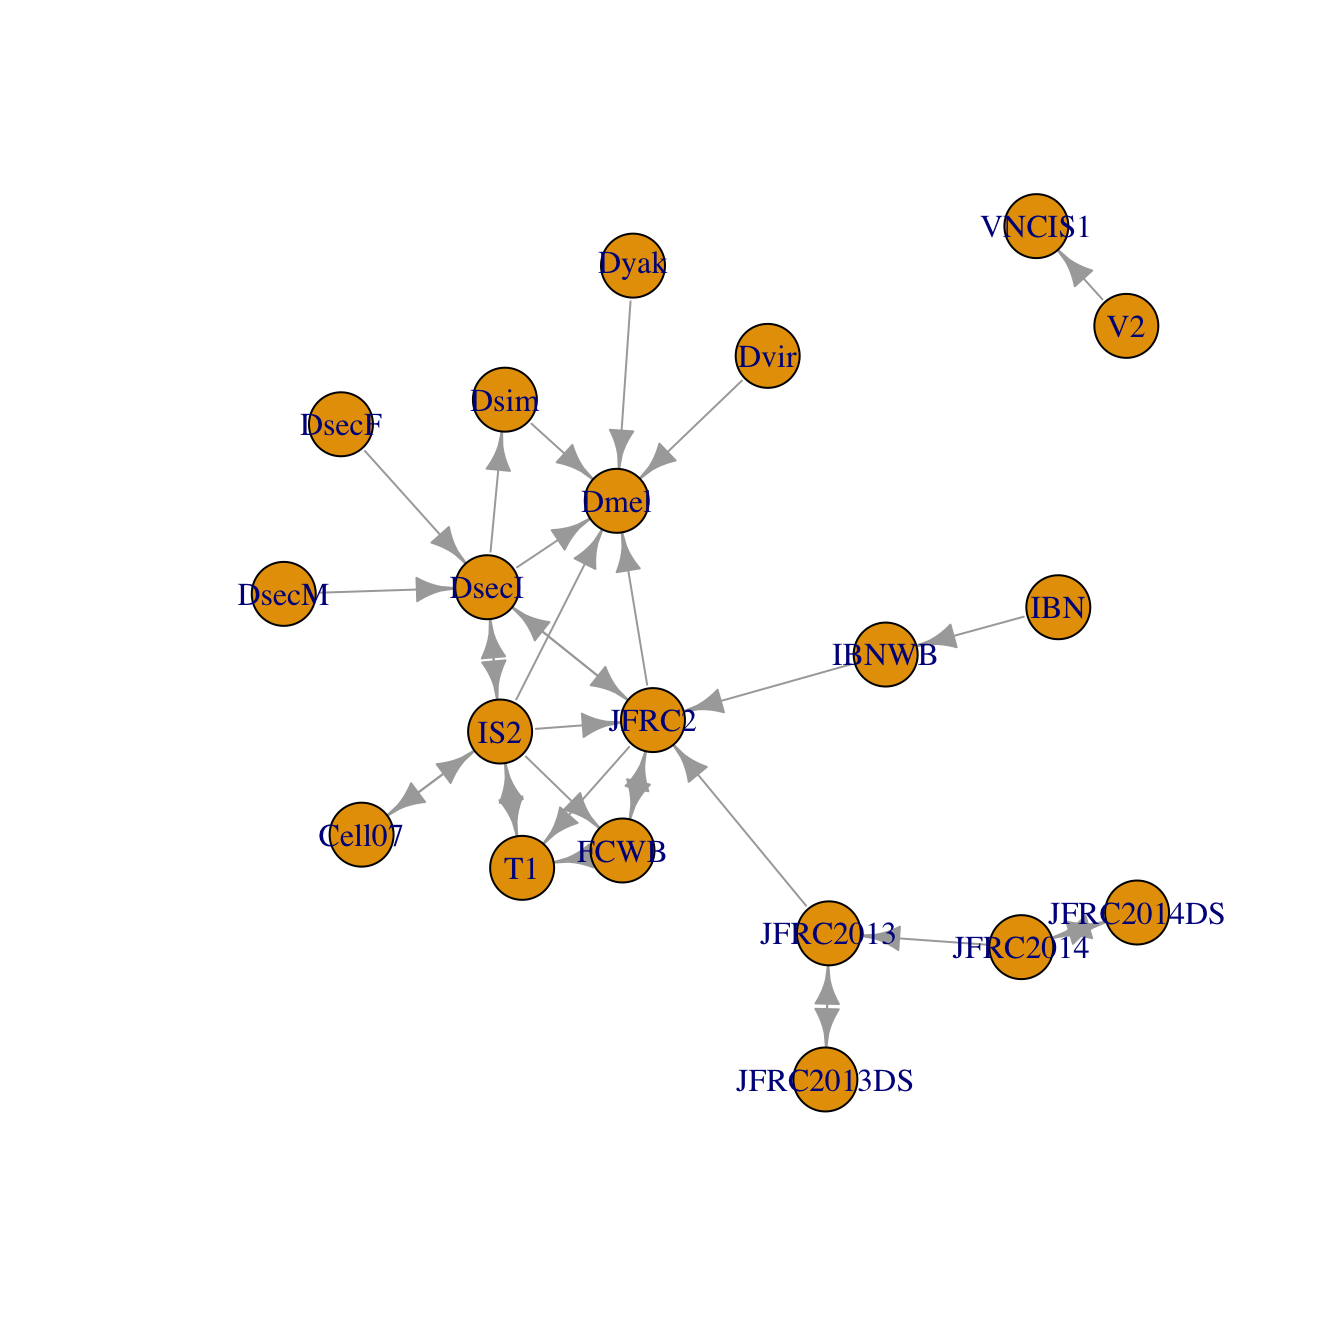 VNCIS1
Dyak
V2
Dvir
Dsim
DsecF
Dmel
DsecI
DsecM
IBN
IBNWB
JFRC2
IS2
Cell07
FCWB
T1
JFRC2014DS
JFRC2013
JFRC2014
JFRC2013DS